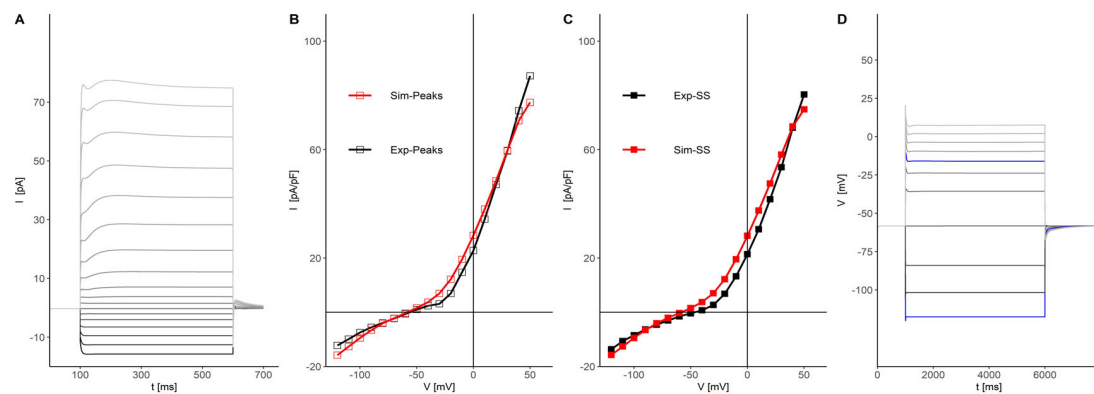 A
I [pA]
70
50
30
10
-10
100
300
500
700
t [ms]
B
I [pA/pF]
100
60
20
-20
Sim-Peaks
Exp-Peaks
-100
-50
0
50
V [mV]
C
I [pA/pF]
100
60
20
-20
Exp-SS
Sim-SS
-100
-50
0
50
V [mV]
D
V [mV]
50
25
0
-25
-50
-100
0
2000
4000
6000
t [ms]